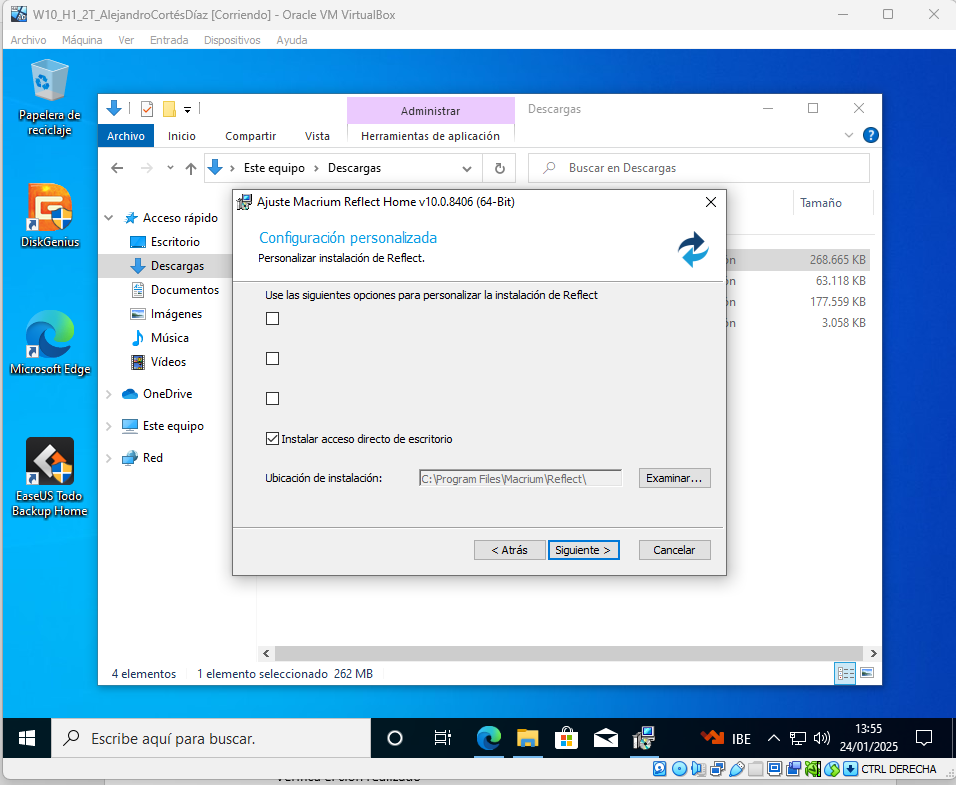 W10_H1_2T_AlejandroCortésDíaz [Corriendo] - Oracle VM VirtualBox
Archivo Máquina Ver Entrada Dispositivos Ayuda
Papelera de
reciclaje
DiskGenius
Microsoft Edge
EaseUS Todo
Backup Home
Administrar
Descargas
Archivo Inicio Compartir Vista Herramientas de aplicación
Este equipo Descargas
Buscar en Descargas
Tamaño
Acceso rápido
Escritorio
Descargas
Documentos
Imágenes
Música
Vídeos
OneDrive
Este equipo
Red
ón 268.665 KB
ón 63.118 KB
ón 177.559 KB
ón 3.058 KB
Ajuste Macrium Reflect Home v10.0.8406 (64-Bit)
Configuración personalizada
Personalizar instalación de Reflect.
Use las siguientes opciones para personalizar la instalación de Reflect
Instalar acceso directo de escritorio
Ubicación de instalación: C:\Program Files\Macrium\Reflect\ Examinar...
< Atrás Siguiente > Cancelar
4 elementos 1 elemento seleccionado 262 MB
Escribe aquí para buscar.
IBE
13:55
24/01/2025
CTRL DERECHA